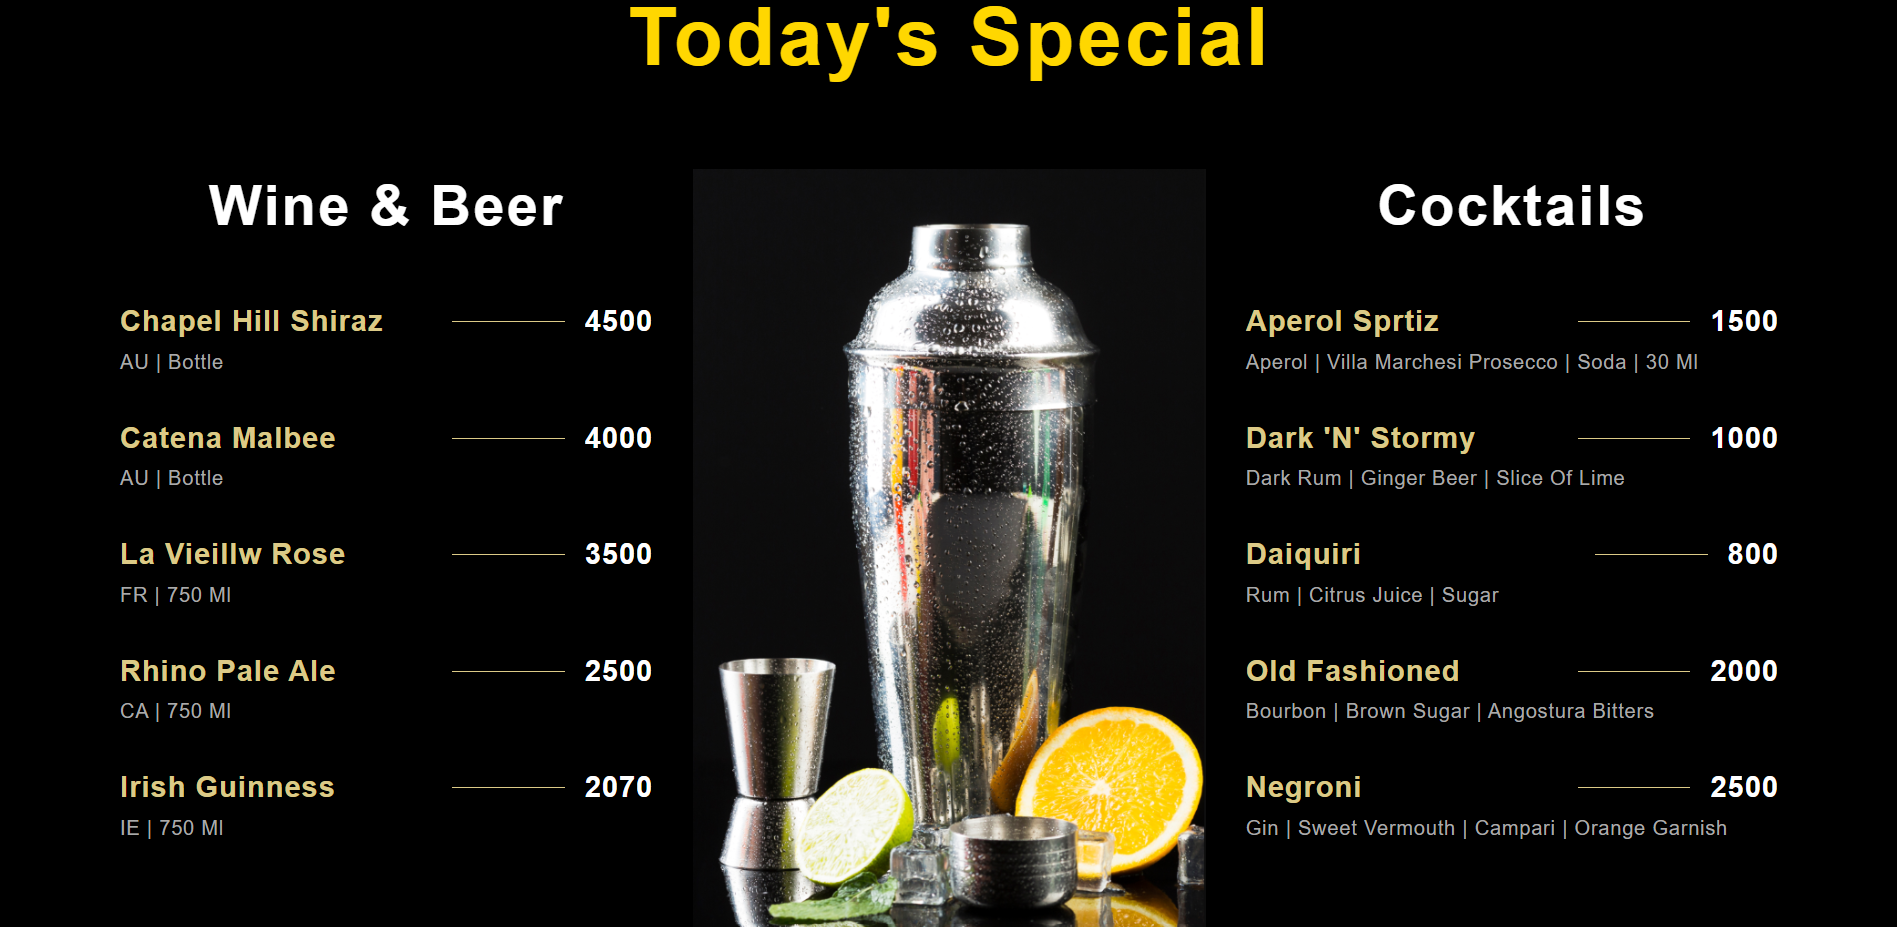 Today's Special
Wine & Beer
Chapel Hill Shiraz 4500
AU | Bottle
Catena Malbee 4000
AU | Bottle
La Vieillw Rose 3500
FR | 750 Ml
Rhino Pale Ale 2500
CA | 750 Ml
Irish Guinness 2070
IE | 750 Ml
Cocktails
Aperol Sprtiz 1500
Aperol | Villa Marchesi Prosecco | Soda | 30 Ml
Dark 'N' Stormy 1000
Dark Rum | Ginger Beer | Slice Of Lime
Daiquiri 800
Rum | Citrus Juice | Sugar
Old Fashioned 2000
Bourbon | Brown Sugar | Angostura Bitters
Negroni 2500
Gin | Sweet Vermouth | Campari | Orange Garnish